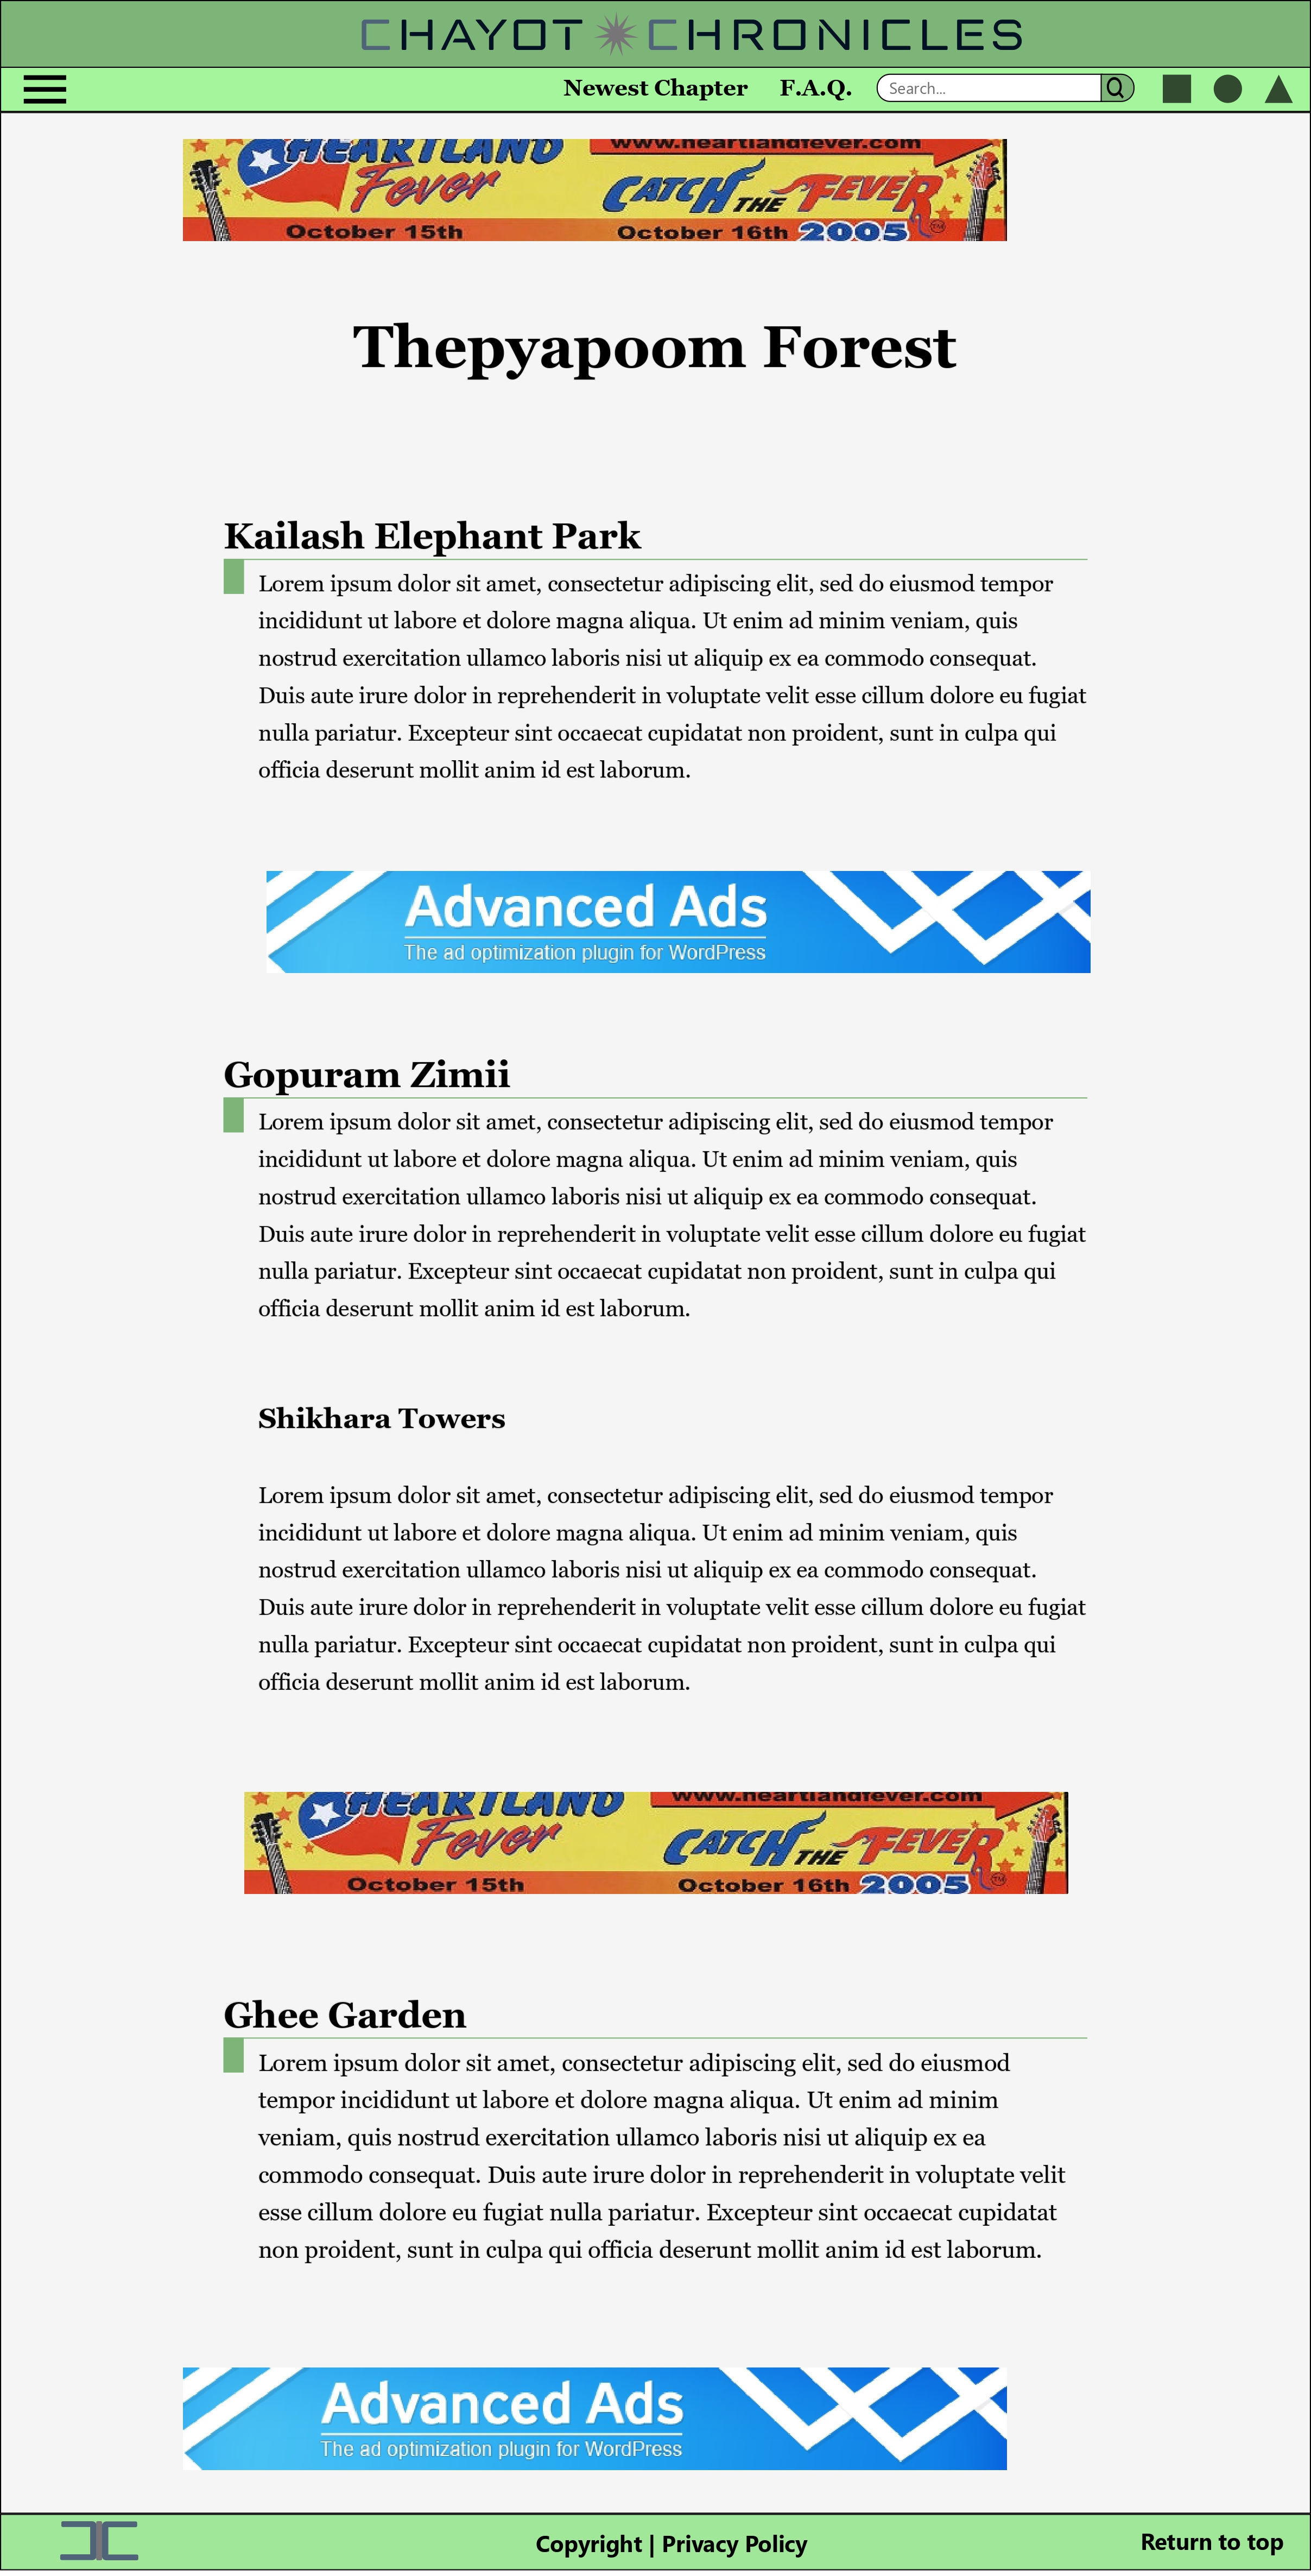 CHAYOT CHRONICLES
Newest Chapter F.A.Q. Search...
HEARTLAND www.heartlandfever.com
Fever CATCH THE FEVER
October 15th October 16th 2005 TM
Thepyapoom Forest
Kailash Elephant Park
Lorem ipsum dolor sit amet, consectetur adipiscing elit, sed do eiusmod tempor
incididunt ut labore et dolore magna aliqua. Ut enim ad minim veniam, quis
nostrud exercitation ullamco laboris nisi ut aliquip ex ea commodo consequat.
Duis aute irure dolor in reprehenderit in voluptate velit esse cillum dolore eu fugiat
nulla pariatur. Excepteur sint occaecat cupidatat non proident, sunt in culpa qui
officia deserunt mollit anim id est laborum.
Advanced Ads
The ad optimization plugin for WordPress
Gopuram Zimii
Lorem ipsum dolor sit amet, consectetur adipiscing elit, sed do eiusmod tempor
incididunt ut labore et dolore magna aliqua. Ut enim ad minim veniam, quis
nostrud exercitation ullamco laboris nisi ut aliquip ex ea commodo consequat.
Duis aute irure dolor in reprehenderit in voluptate velit esse cillum dolore eu fugiat
nulla pariatur. Excepteur sint occaecat cupidatat non proident, sunt in culpa qui
officia deserunt mollit anim id est laborum.
Shikhara Towers
Lorem ipsum dolor sit amet, consectetur adipiscing elit, sed do eiusmod tempor
incididunt ut labore et dolore magna aliqua. Ut enim ad minim veniam, quis
nostrud exercitation ullamco laboris nisi ut aliquip ex ea commodo consequat.
Duis aute irure dolor in reprehenderit in voluptate velit esse cillum dolore eu fugiat
nulla pariatur. Excepteur sint occaecat cupidatat non proident, sunt in culpa qui
officia deserunt mollit anim id est laborum.
HEARTLAND www.heartlandfever.com
Fever CATCH THE FEVER
October 15th October 16th 2005 TM
Ghee Garden
Lorem ipsum dolor sit amet, consectetur adipiscing elit, sed do eiusmod
tempor incididunt ut labore et dolore magna aliqua. Ut enim ad minim
veniam, quis nostrud exercitation ullamco laboris nisi ut aliquip ex ea
commodo consequat. Duis aute irure dolor in reprehenderit in voluptate velit
esse cillum dolore eu fugiat nulla pariatur. Excepteur sint occaecat cupidatat
non proident, sunt in culpa qui officia deserunt mollit anim id est laborum.
Advanced Ads
The ad optimization plugin for WordPress
Copyright | Privacy Policy Return to top